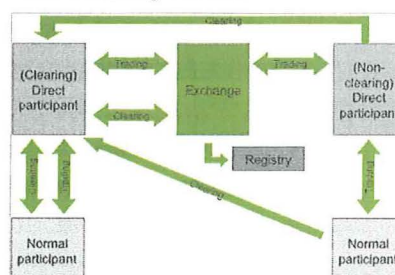 Clearing
(Clearing)
Direct
participant
Trading
Clearing
Exchange
Trading
(Non-
clearing)
Direct
participant
Registry
Clearing
Trading
Clearing
Trading
Normal
participant
Normal
participant